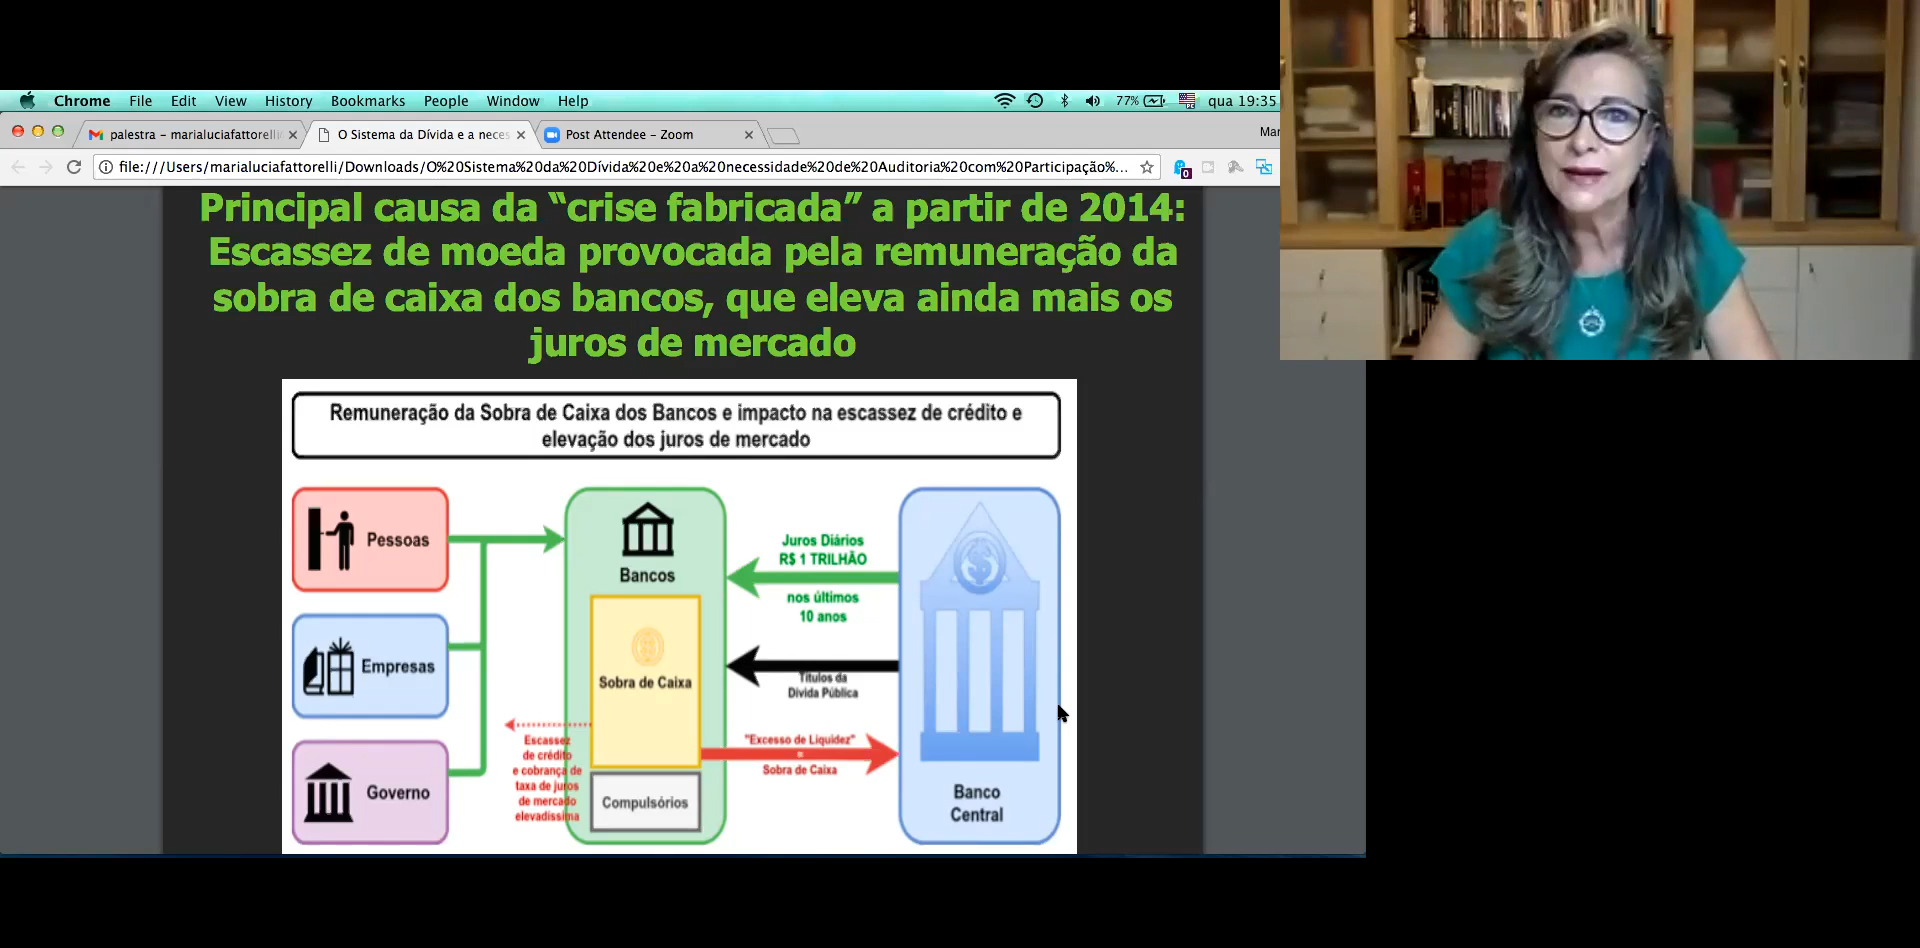 Chrome File Edit View History Bookmarks People Window Help 77% qua 19:35
palestra – marialuciafattorelli
O Sistema da Dívida e a neces
Post Attendee – Zoom
Mar
file:///Users/marialuciafattorelli/Downloads/O%20Sistema%20da%20Dívida%20e%20a%20necessidade%20de%20Auditoria%20com%20Participação%...
0
Principal causa da “crise fabricada” a partir de 2014:
Escassez de moeda provocada pela remuneração da
sobra de caixa dos bancos, que eleva ainda mais os
juros de mercado
Remuneração da Sobra de Caixa dos Bancos e impacto na escassez de crédito e
elevação dos juros de mercado
Pessoas
Empresas
Governo
Bancos
Sobra de Caixa
Compulsórios
Escassez
de crédito
e cobrança de
taxa de juros
de mercado
elevadíssima
Juros Diários
R$ 1 TRILHÃO
nos últimos
10 anos
Títulos da
Dívida Pública
"Excesso de Liquidez"
=
Sobra de Caixa
$
Banco
Central